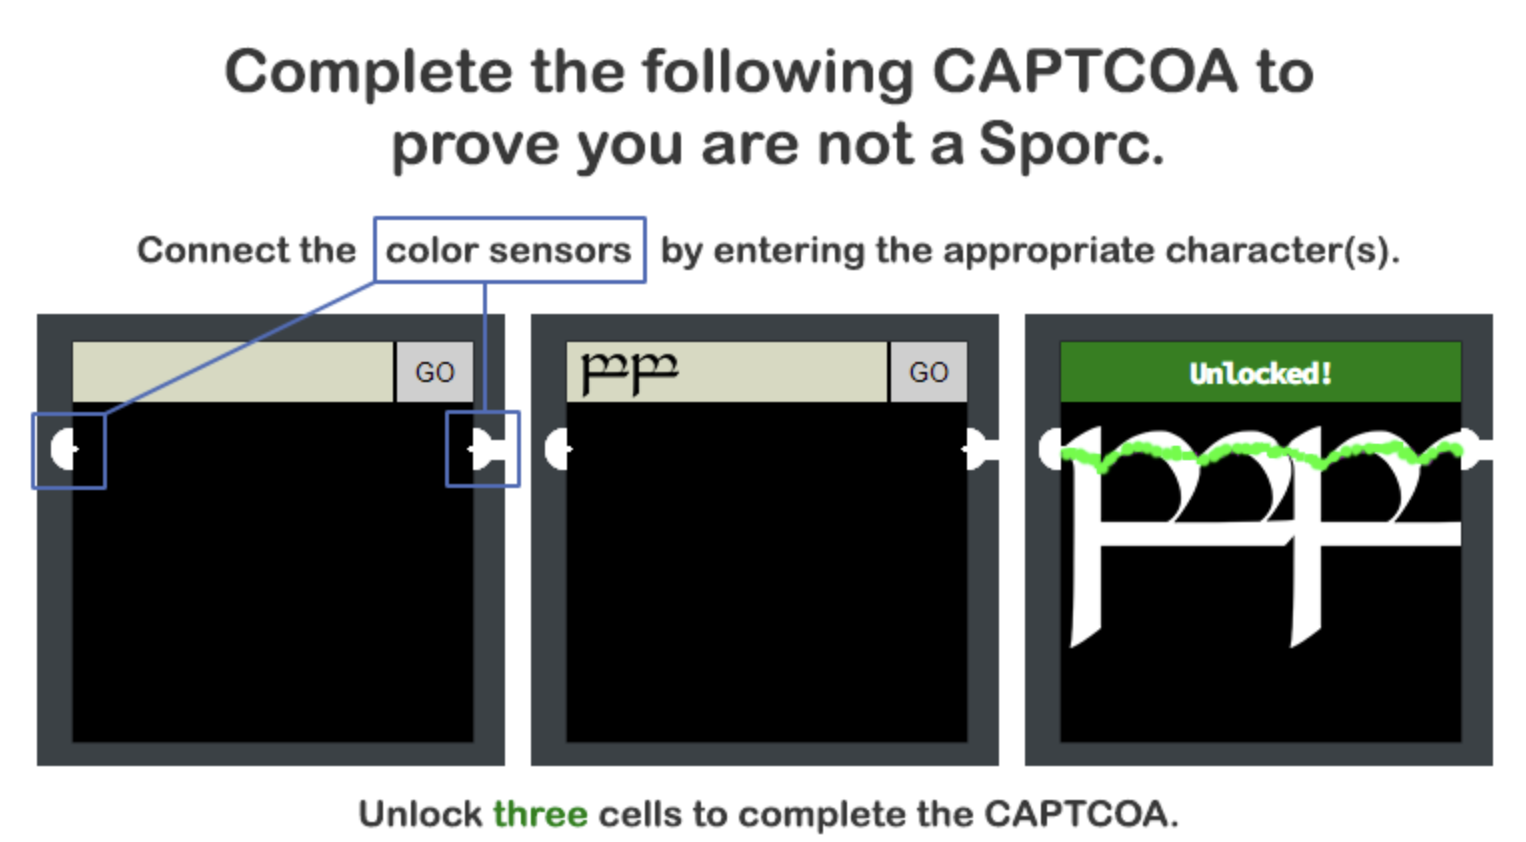 Complete the following CAPTCOA to
prove you are not a Sporc.
Connect the color sensors by entering the appropriate character(s).
GO
GO
Unlocked!
Unlock three cells to complete the CAPTCOA.